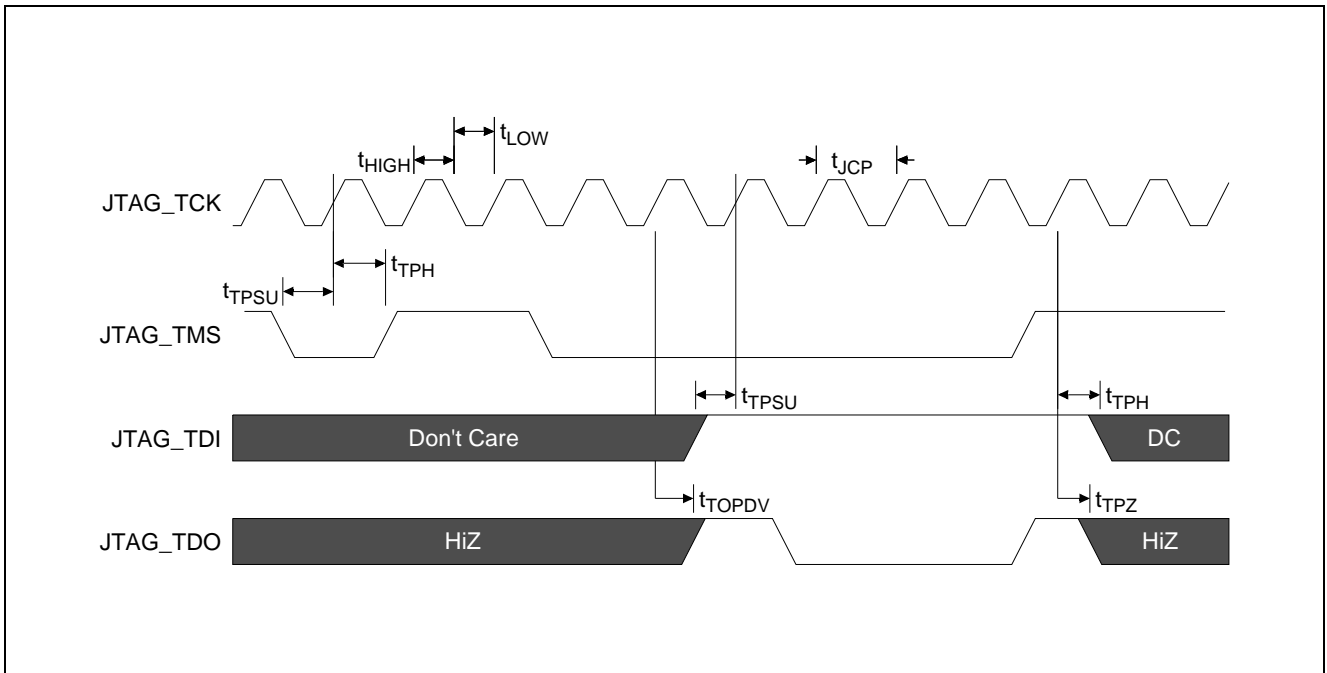 tLOW
tHIGH
tJCP
JTAG_TCK
tTPH
tTPSU
JTAG_TMS
tTPSU
tTPH
JTAG_TDI
Don't Care
DC
tTOPDV
tTPZ
JTAG_TDO
HiZ
HiZ